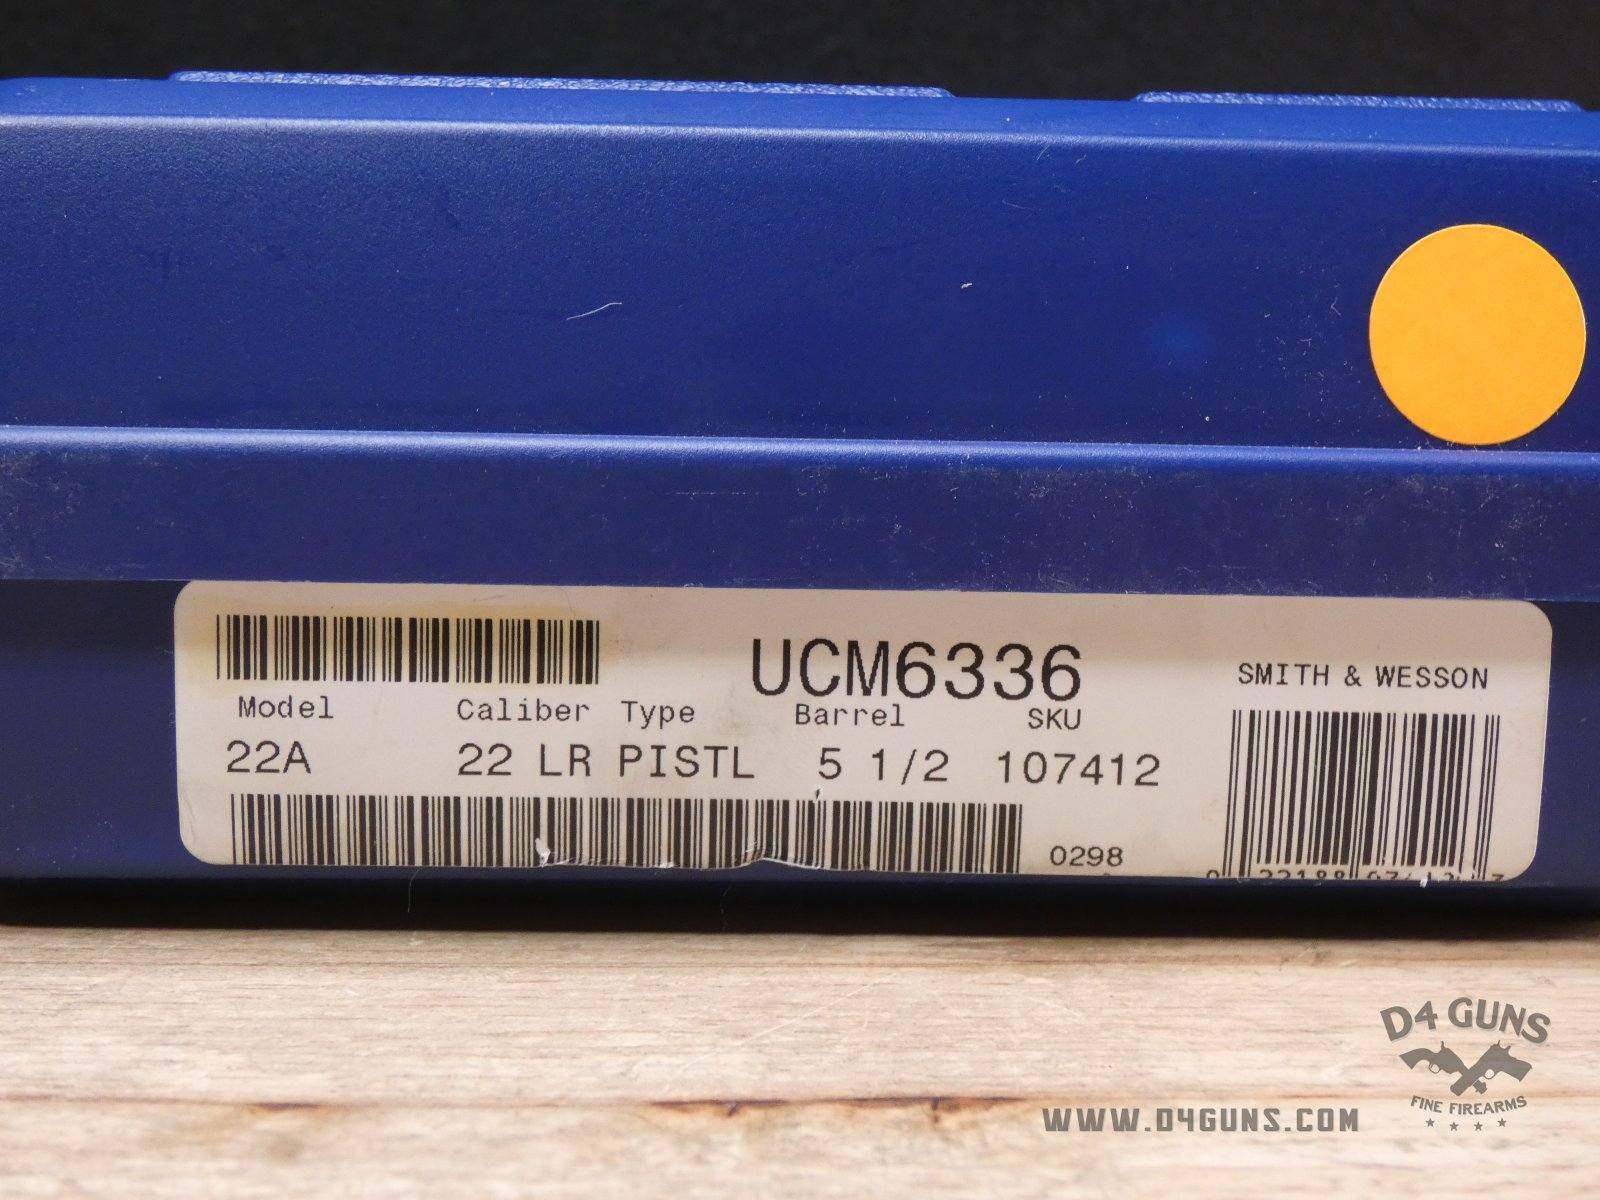 UCM6336
SMITH & WESSON
Model Caliber Type Barrel SKU
22A 22 LR PISTL 5 1/2 107412
0298
D4 GUNS
FINE FIREARMS
WWW.D4GUNS.COM